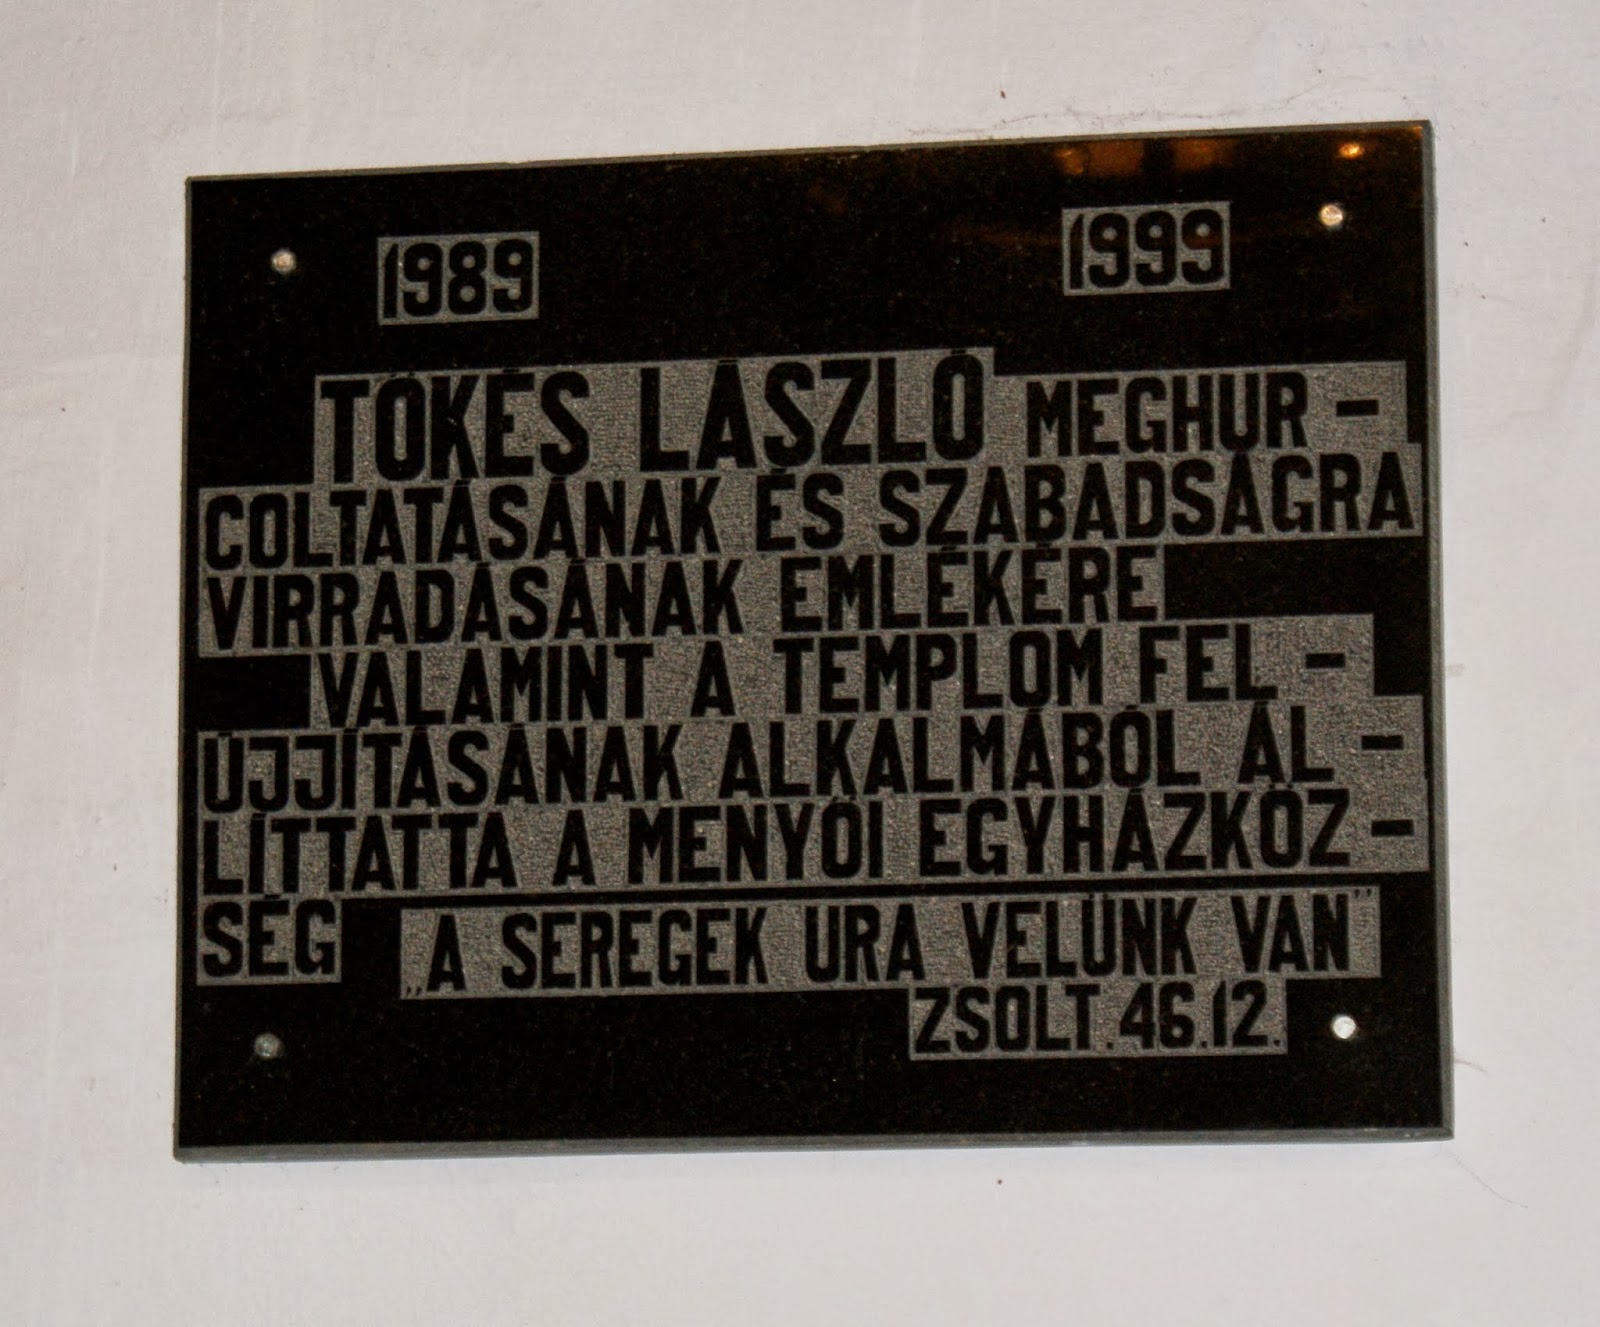 1989 1999
TŐKÉS LÁSZLÓ MEGHUR-
COLTATÁSÁNAK ÉS SZABADSÁGRA
VIRRADÁSÁNAK EMLÉKÉRE
VALAMINT A TEMPLOM FEL-
ÚJJÍTÁSÁNAK ALKALMÁBÓL ÁL-
LÍTTATTA A MENYŐI EGYHÁZKÖZ-
SÉG „A SEREGEK URA VELÜNK VAN”
ZSOLT. 46.12.